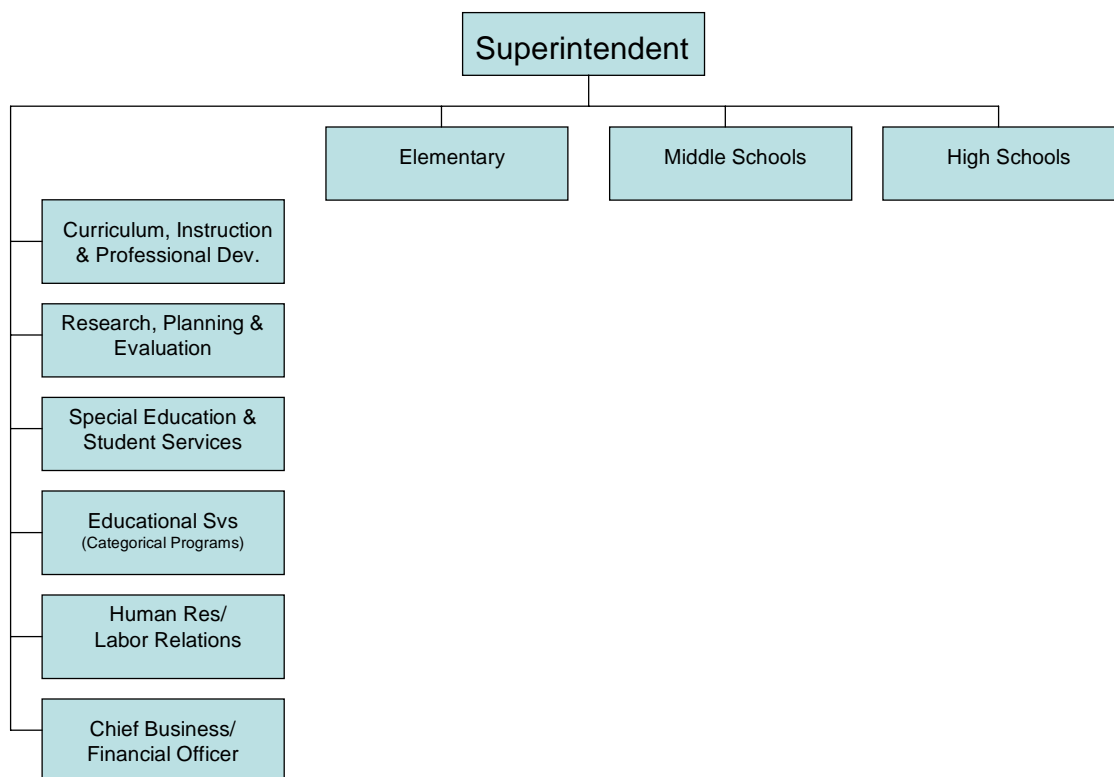 Superintendent
Elementary
Middle Schools
High Schools
Curriculum, Instruction
& Professional Dev.
Research, Planning &
Evaluation
Special Education &
Student Services
Educational Svs
(Categorical Programs)
Human Res/
Labor Relations
Chief Business/
Financial Officer